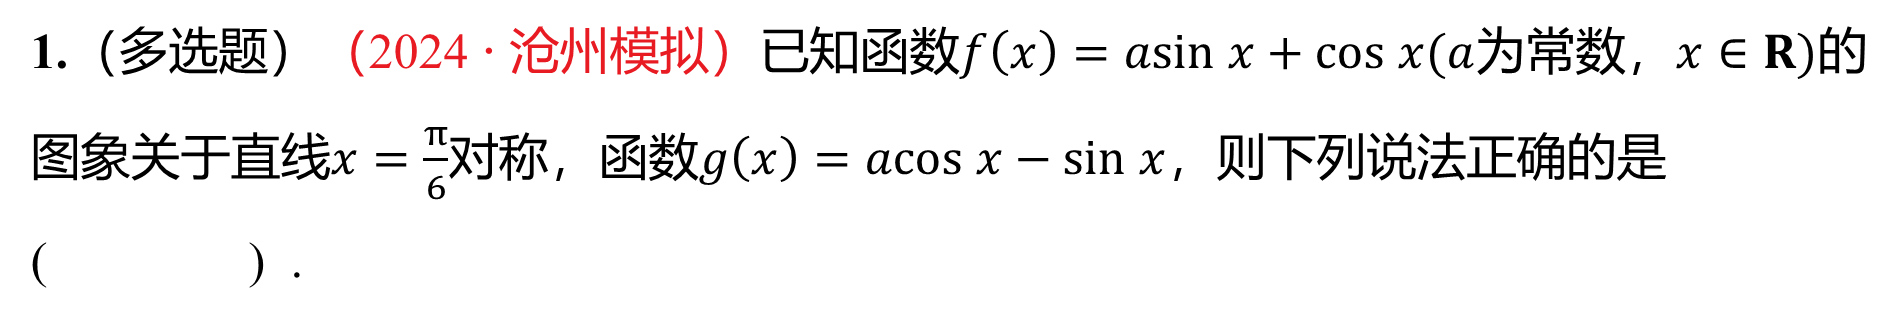 1.（多选题）（2024 · 沧州模拟）已知函数f(x) = asin x + cos x(a为常数，x ∈ R)的
图象关于直线x = π/6对称，函数g(x) = acos x − sin x，则下列说法正确的是
(　　　).